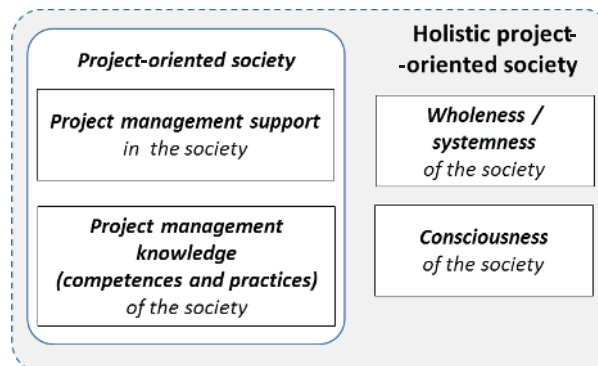 Project-oriented society
Project management support
in the society
Project management
knowledge
(competences and practices)
of the society
Holistic project-
-oriented society
Wholeness /
systemness
of the society
Consciousness
of the society